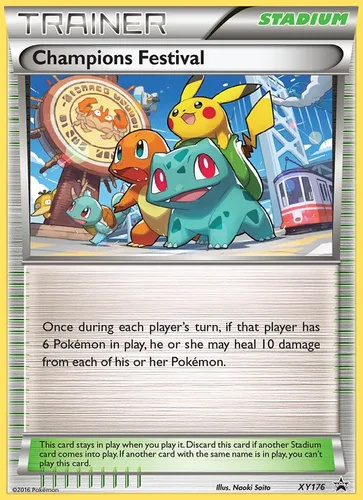 TRAINER
STADIUM
Champions Festival
Once during each player's turn, if that player has
6 Pokémon in play, he or she may heal 10 damage
from each of his or her Pokémon.
This card stays in play when you play it. Discard this card if another Stadium
card comes into play. If another card with the same name is in play, you can't
play this card.
©2016 Pokémon
Illus. Naoki Saito
XY176